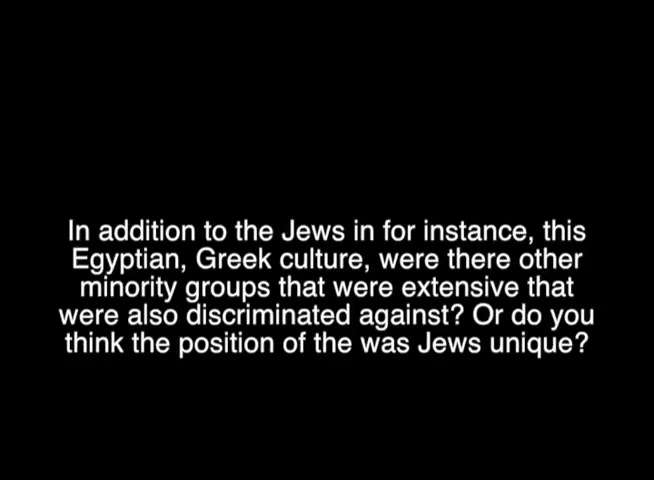 In addition to the Jews in for instance, this
Egyptian, Greek culture, were there other
minority groups that were extensive that
were also discriminated against? Or do you
think the position of the was Jews unique?